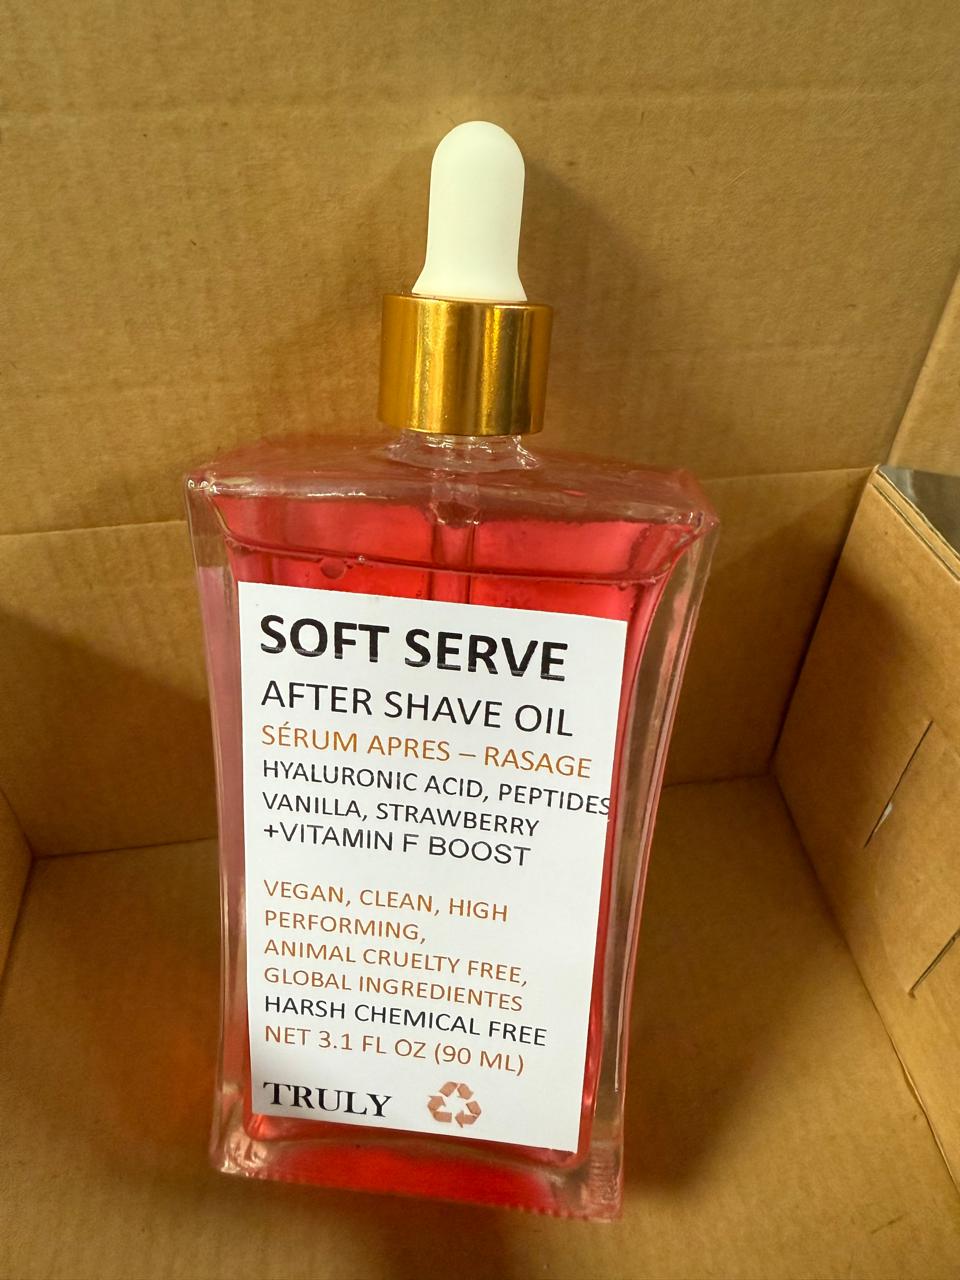 SOFT SERVE
AFTER SHAVE OIL
SÉRUM APRES – RASAGE
HYALURONIC ACID, PEPTIDES,
VANILLA, STRAWBERRY
+VITAMIN F BOOST
VEGAN, CLEAN, HIGH
PERFORMING,
ANIMAL CRUELTY FREE,
GLOBAL INGREDIENTES
HARSH CHEMICAL FREE
NET 3.1 FL OZ (90 ML)
TRULY